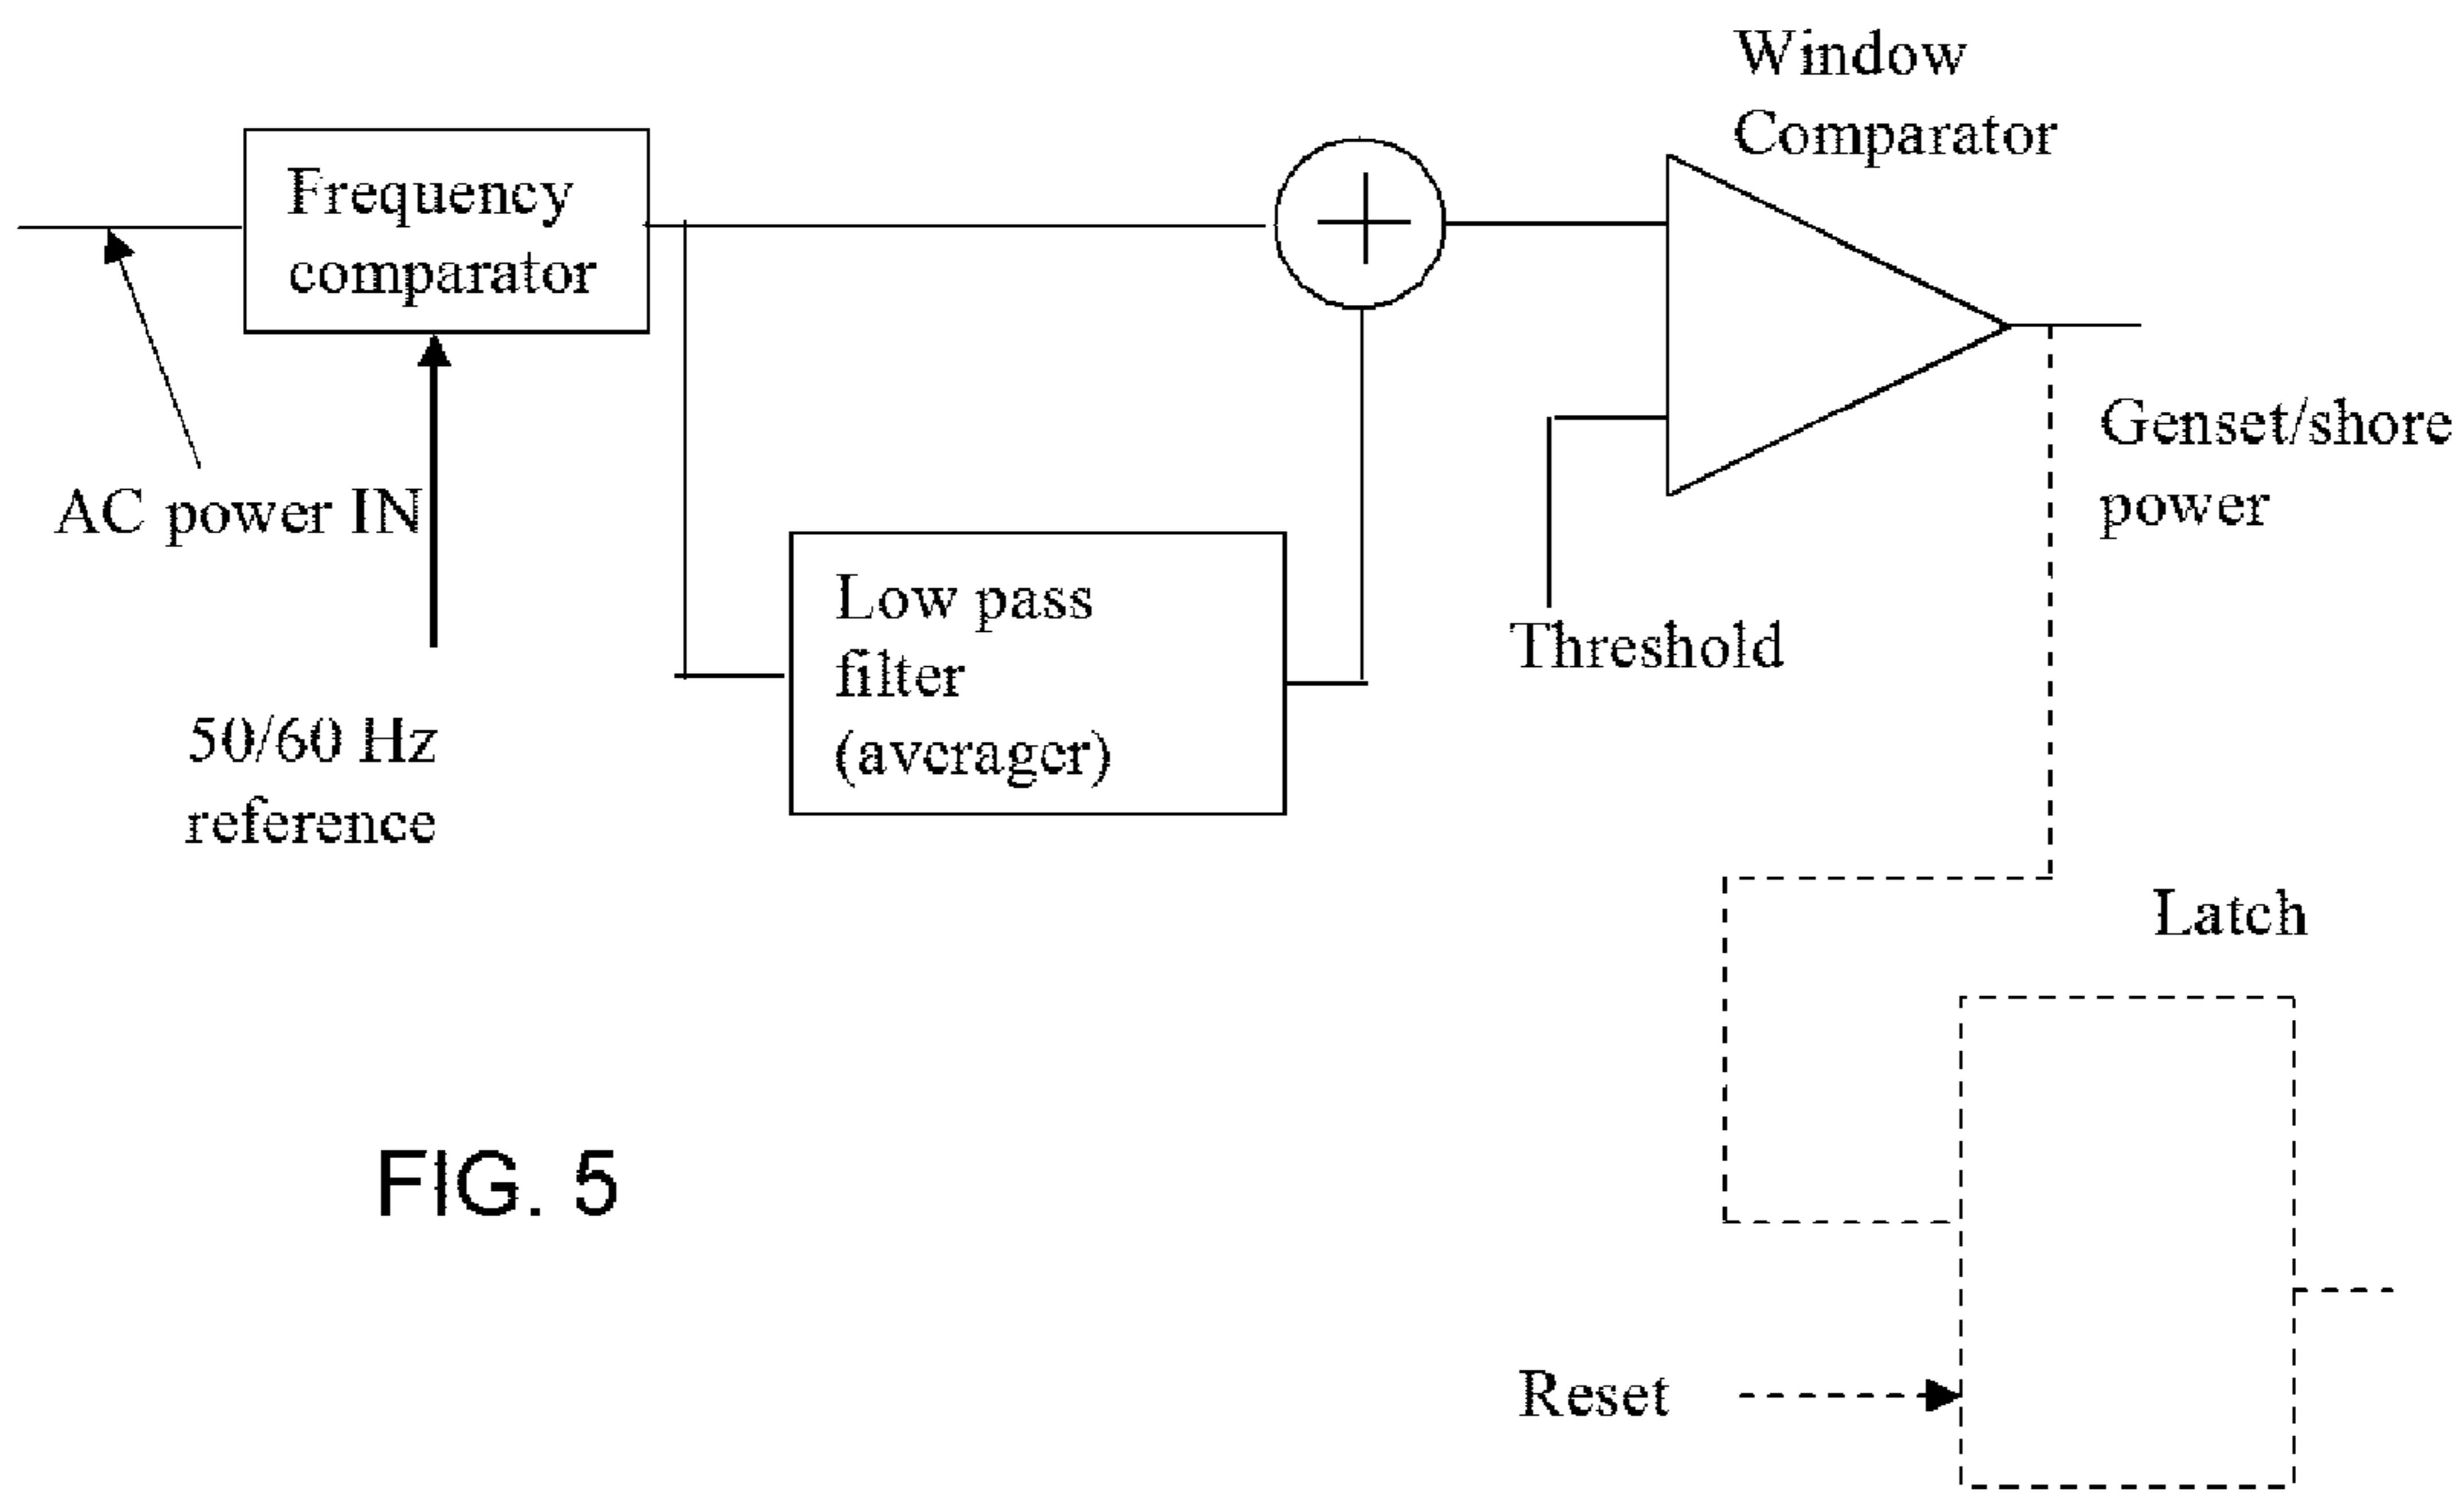 Window
Comparator
Frequency
comparator
AC power IN
Genset/shore
power
Low pass
filter
(averager)
Threshold
50/60 Hz
reference
Latch
FIG. 5
Reset